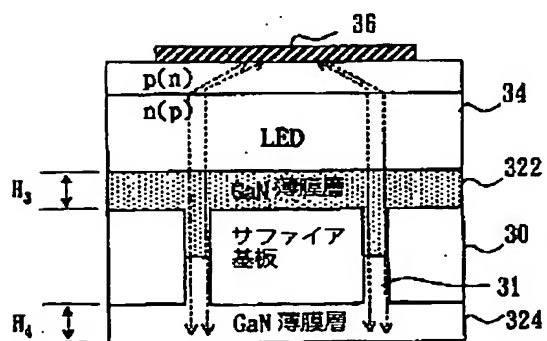 36
p(n)
n(p)
34
LED
322
H₃
GaN 薄膜層
サファイア
基板
30
31
H₄
GaN 薄膜層
324